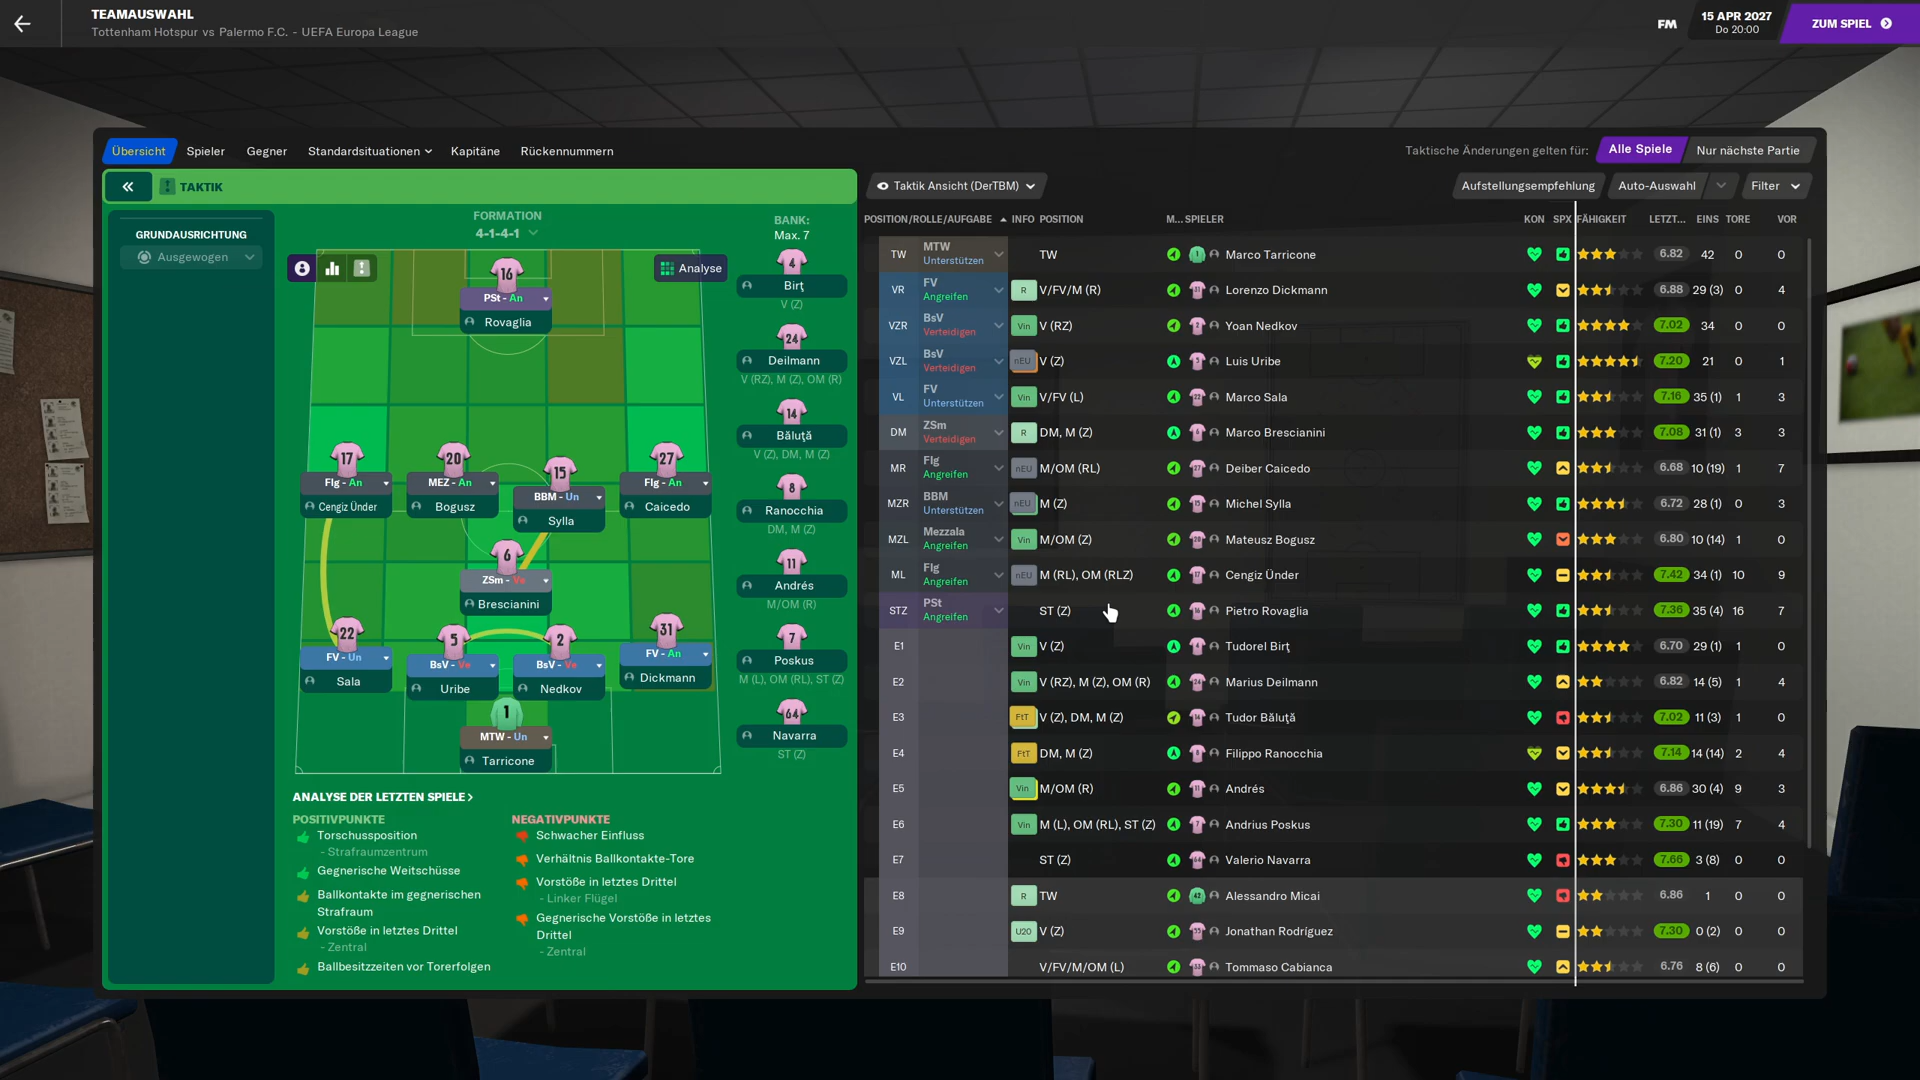 TEAMAUSWAHL
Tottenham Hotspur vs Palermo F.C. - UEFA Europa League
FM
15 APR 2027
Do 20:00
ZUM SPIEL
Übersicht Spieler Gegner Standardsituationen Kapitäne Rückennummern
Taktische Änderungen gelten für: Alle Spiele Nur nächste Partie
TAKTIK
GRUNDAUSRICHTUNG
Ausgewogen
FORMATION
4-1-4-1
Analyse
16
PSt - An
Rovaglia
17
Flg - An
Cengiz Ünder
20
MEZ - An
Bogusz
15
BBM - Un
Sylla
27
Flg - An
Caicedo
6
ZSm - Ve
Brescianini
22
FV - Un
Sala
5
BsV - Ve
Uribe
2
BsV - Ve
Nedkov
31
FV - An
Dickmann
1
MTW - Un
Tarricone
BANK:
Max. 7
4
Birț
V (Z)
24
Deilmann
V (RZ), M (Z), OM (R)
14
Băluță
V (Z), DM, M (Z)
8
Ranocchia
DM, M (Z)
11
Andrés
M/OM (R)
7
Poskus
M (L), OM (RL), ST (Z)
64
Navarra
ST (Z)
ANALYSE DER LETZTEN SPIELE
POSITIVPUNKTE
Torschussposition
- Strafraumzentrum
Gegnerische Weitschüsse
Ballkontakte im gegnerischen
Strafraum
Vorstöße in letztes Drittel
- Zentral
Ballbesitzzeiten vor Torerfolgen
NEGATIVPUNKTE
Schwacher Einfluss
Verhältnis Ballkontakte-Tore
Vorstöße in letztes Drittel
- Linker Flügel
Gegnerische Vorstöße in letztes
Drittel
- Zentral
Taktik Ansicht (DerTBM) Aufstellungsempfehlung Auto-Auswahl Filter
POSITION/ROLLE/AUFGABE INFO POSITION M... SPIELER KON SPX FÄHIGKEIT LETZT... EINS TORE VOR
TW MTW Unterstützen TW Marco Tarricone 6.82 42 0 0
VR FV Angreifen R V/FV/M (R) Lorenzo Dickmann 6.88 29 (3) 0 4
VZR BsV Verteidigen Vin V (RZ) Yoan Nedkov 7.02 34 0 0
VZL BsV Verteidigen nEU V (Z) Luis Uribe 7.20 21 0 1
VL FV Unterstützen Vin V/FV (L) Marco Sala 7.16 35 (1) 1 3
DM ZSm Verteidigen R DM, M (Z) Marco Brescianini 7.08 31 (1) 3 3
MR Flg Angreifen nEU M/OM (RL) Deiber Caicedo 6.68 10 (19) 1 7
MZR BBM Unterstützen nEU M (Z) Michel Sylla 6.72 28 (1) 0 3
MZL Mezzala Angreifen Vin M/OM (Z) Mateusz Bogusz 6.80 10 (14) 1 0
ML Flg Angreifen nEU M (RL), OM (RLZ) Cengiz Ünder 7.42 34 (1) 10 9
STZ PSt Angreifen ST (Z) Pietro Rovaglia 7.36 35 (4) 16 7
E1 Vin V (Z) Tudorel Birț 6.70 29 (1) 1 0
E2 Vin V (RZ), M (Z), OM (R) Marius Deilmann 6.82 14 (5) 1 4
E3 FtT V (Z), DM, M (Z) Tudor Băluță 7.02 11 (3) 1 0
E4 FtT DM, M (Z) Filippo Ranocchia 7.14 14 (14) 2 4
E5 Vin M/OM (R) Andrés 6.86 30 (4) 9 3
E6 Vin M (L), OM (RL), ST (Z) Andrius Poskus 7.30 11 (19) 7 4
E7 ST (Z) Valerio Navarra 7.66 3 (8) 0 0
E8 R TW Alessandro Micai 6.86 1 0 0
E9 U20 V (Z) Jonathan Rodríguez 7.30 0 (2) 0 0
E10 V/FV/M/OM (L) Tommaso Cabianca 6.76 8 (6) 0 0